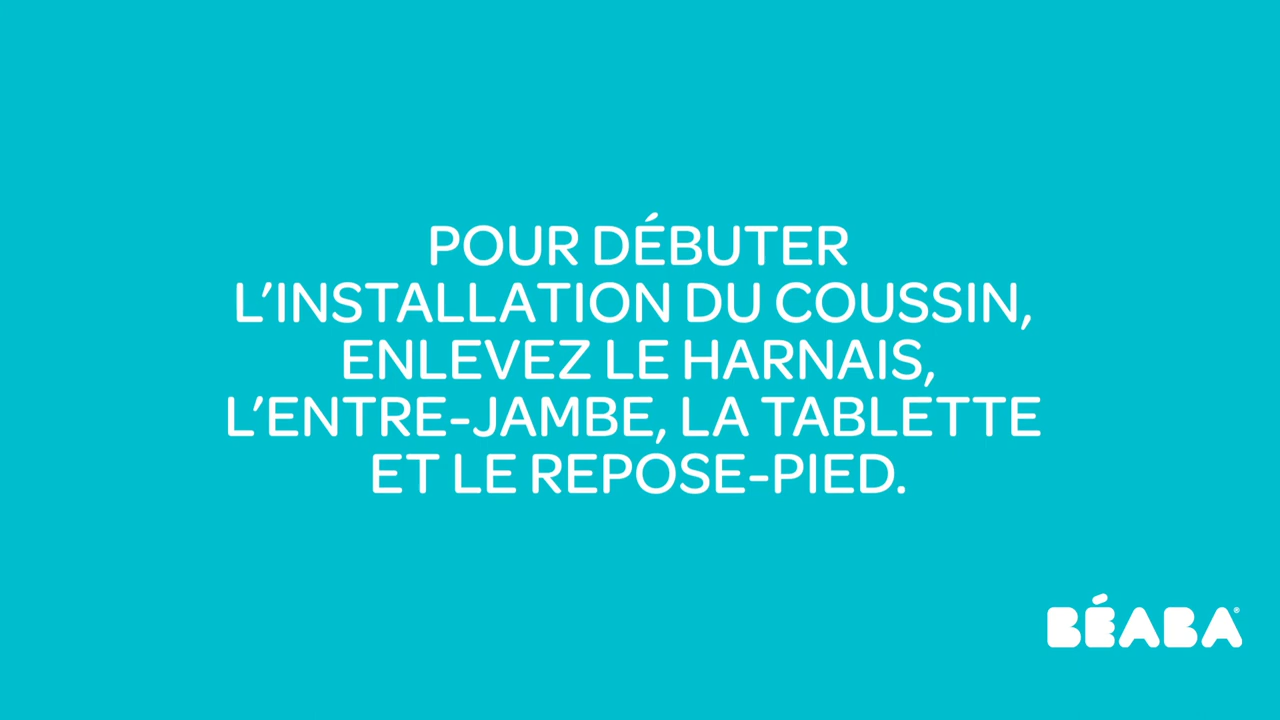 POUR DÉBUTER
L’INSTALLATION DU COUSSIN,
ENLEVEZ LE HARNAIS,
L’ENTRE-JAMBE, LA TABLETTE
ET LE REPOSE-PIED.
BÉABA®